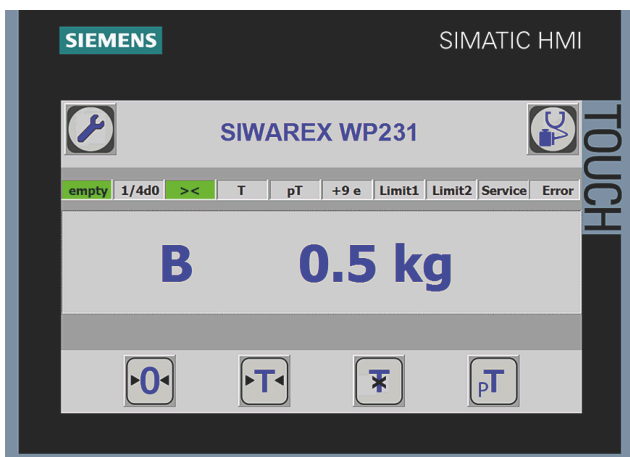 SIEMENS SIMATIC HMI
TOUCH
SIWAREX WP231
empty 1/4d0 >< T pT +9 e Limit1 Limit2 Service Error
B 0.5 kg
0 T T pT